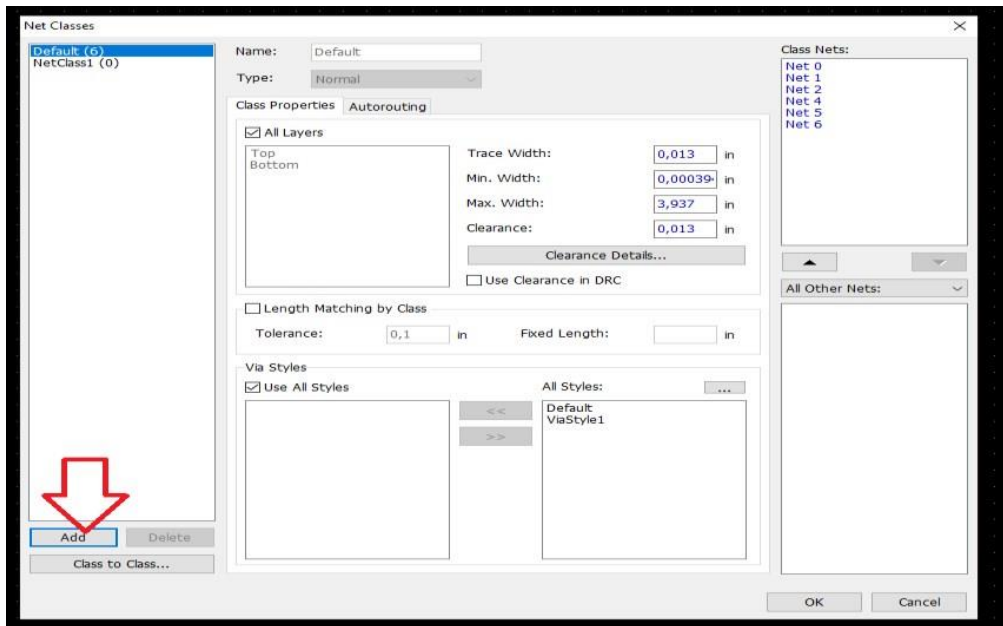 Net Classes
Default (6)
NetClass1 (0)
Add
Delete
Class to Class...
Name:
Default
Type:
Normal
Class Properties
Autorouting
All Layers
Top
Bottom
Trace Width:
0,013 in
Min. Width:
0,00039 in
Max. Width:
3,937 in
Clearance:
0,013 in
Clearance Details...
Use Clearance in DRC
Length Matching by Class
Tolerance:
0,1 in
Fixed Length:
in
Via Styles
Use All Styles
<<
>>
All Styles:
...
Default
ViaStyle1
Class Nets:
Net 0
Net 1
Net 2
Net 4
Net 5
Net 6
All Other Nets:
OK
Cancel